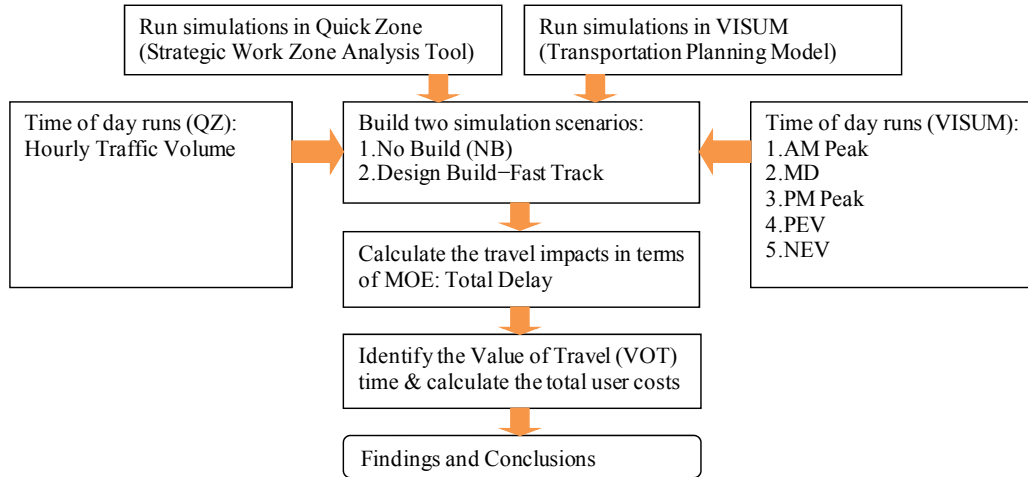 Run simulations in Quick Zone
(Strategic Work Zone Analysis Tool)
Run simulations in VISUM
(Transportation Planning Model)
Time of day runs (QZ):
Hourly Traffic Volume
Build two simulation scenarios:
1.No Build (NB)
2.Design Build−Fast Track
Time of day runs (VISUM):
1.AM Peak
2.MD
3.PM Peak
4.PEV
5.NEV
Calculate the travel impacts in terms
of MOE: Total Delay
Identify the Value of Travel (VOT)
time & calculate the total user costs
Findings and Conclusions